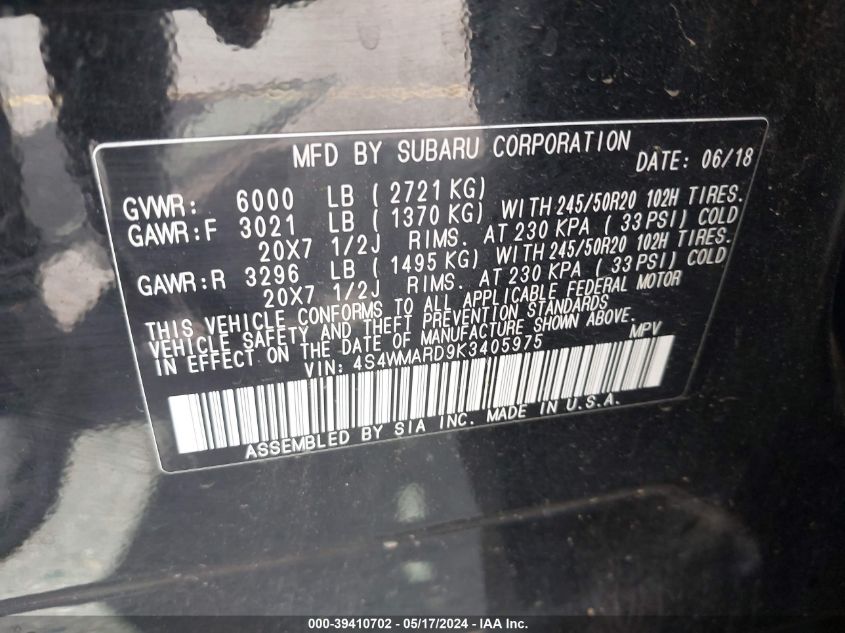 MFD BY SUBARU CORPORATION DATE: 06/18
GVWR: 6000 LB ( 2721 KG)
GAWR:F 3021 LB ( 1370 KG) WITH 245/50R20 102H TIRES.
20X7 1/2J RIMS. AT 230 KPA ( 33 PSI) COLD
GAWR:R 3296 LB ( 1495 KG) WITH 245/50R20 102H TIRES.
20X7 1/2J RIMS. AT 230 KPA ( 33 PSI) COLD
THIS VEHICLE CONFORMS TO ALL APPLICABLE FEDERAL MOTOR
VEHICLE SAFETY AND THEFT PREVENTION STANDARDS
IN EFFECT ON THE DATE OF MANUFACTURE SHOWN ABOVE.
VIN: 4S4WMARD9K3405975 MPV
ASSEMBLED BY SIA INC. MADE IN U.S.A.
000-39410702 - 05/17/2024 - IAA Inc.